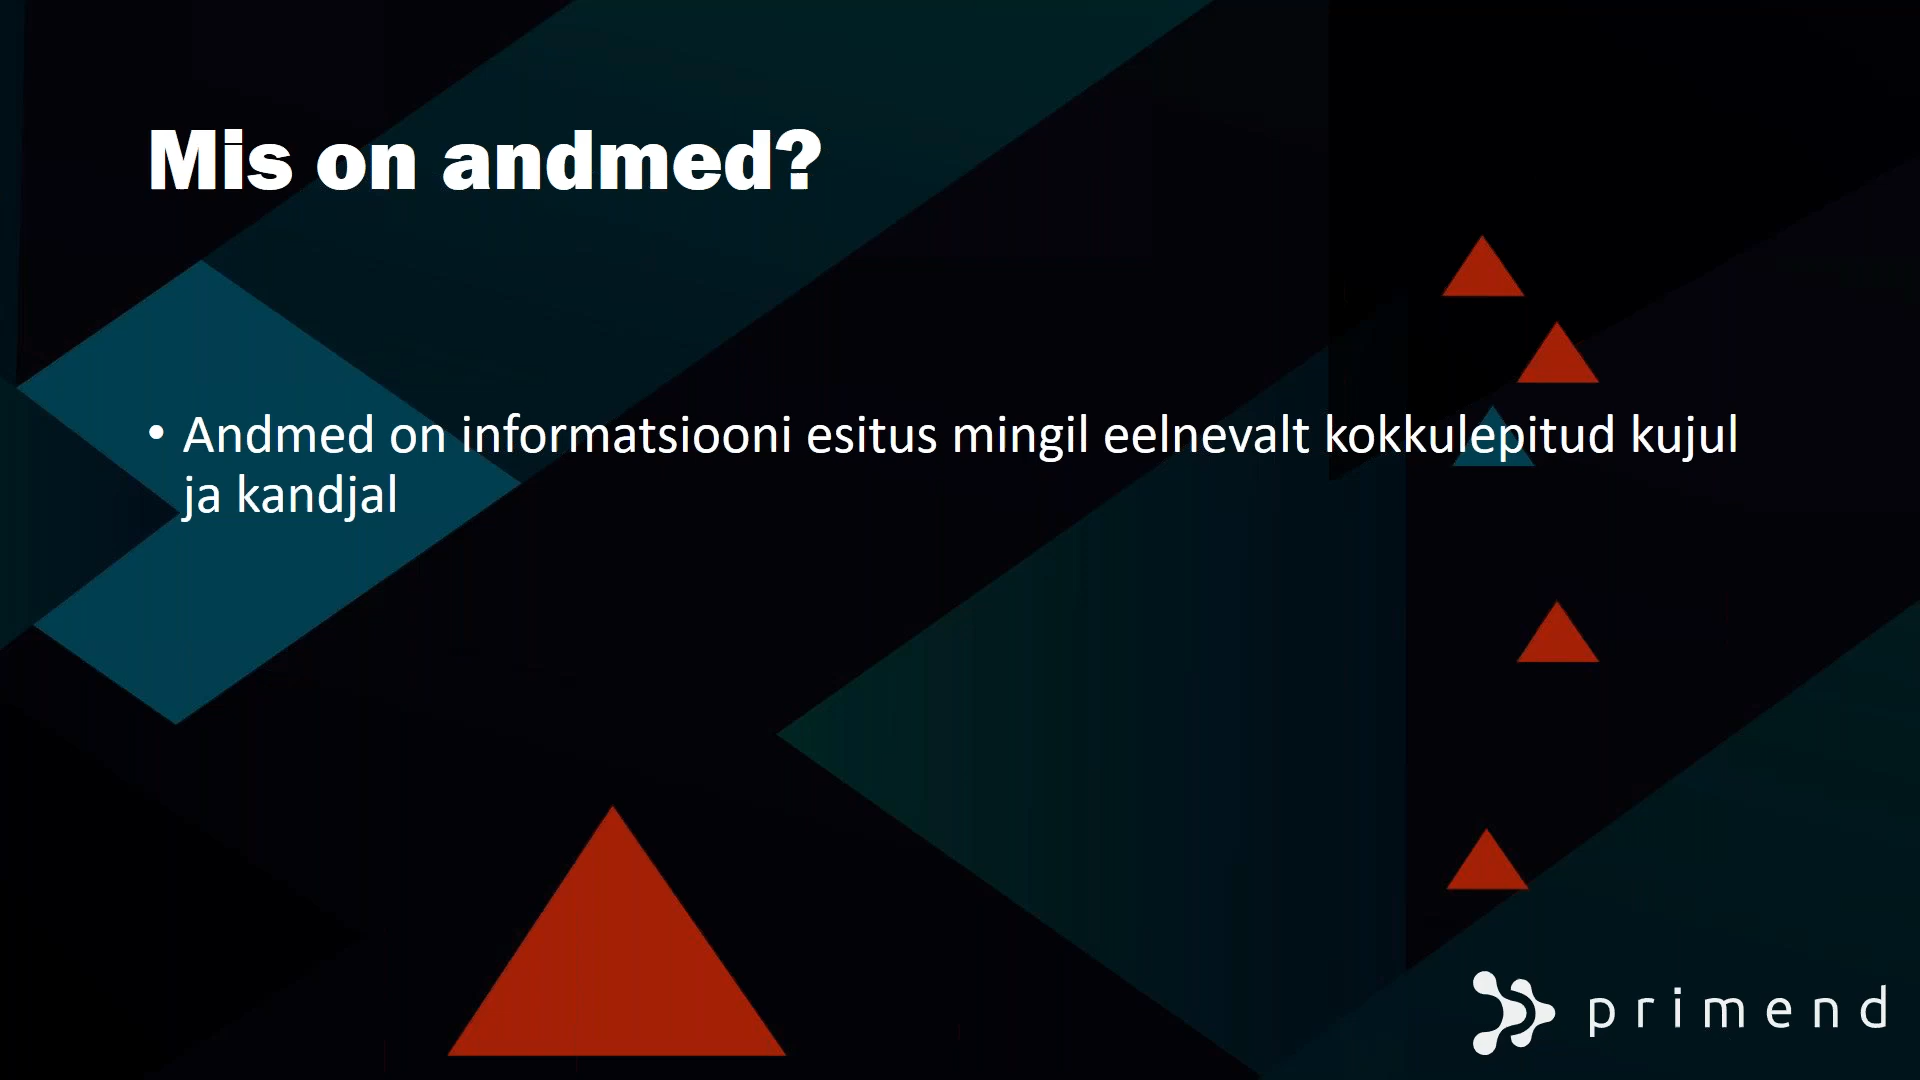 Mis on andmed?
• Andmed on informatsiooni esitus mingil eelnevalt kokkulepitud kujul
ja kandjal
primend